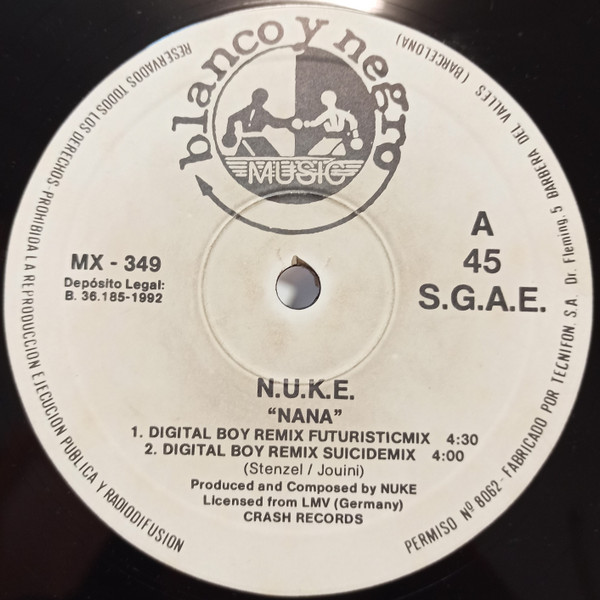 blanco y negro
MUSIC
MX - 349
Depósito Legal:
B. 36.185-1992
A
45
S.G.A.E.
N.U.K.E.
“NANA”
1. DIGITAL BOY REMIX FUTURISTICMIX 4:30
2. DIGITAL BOY REMIX SUICIDEMIX 4:00
(Stenzel / Jouini)
Produced and Composed by NUKE
Licensed from LMV (Germany)
CRASH RECORDS
RESERVADOS TODOS LOS DERECHOS-PROHIBIDA LA REPRODUCCION EJECUCION PUBLICA Y RADIODIFUSION
PERMISO Nº 8062-FABRICADO POR TECNIFON, S.A. Dr. Fleming, 5 BARBERA DEL VALLES (BARCELONA)